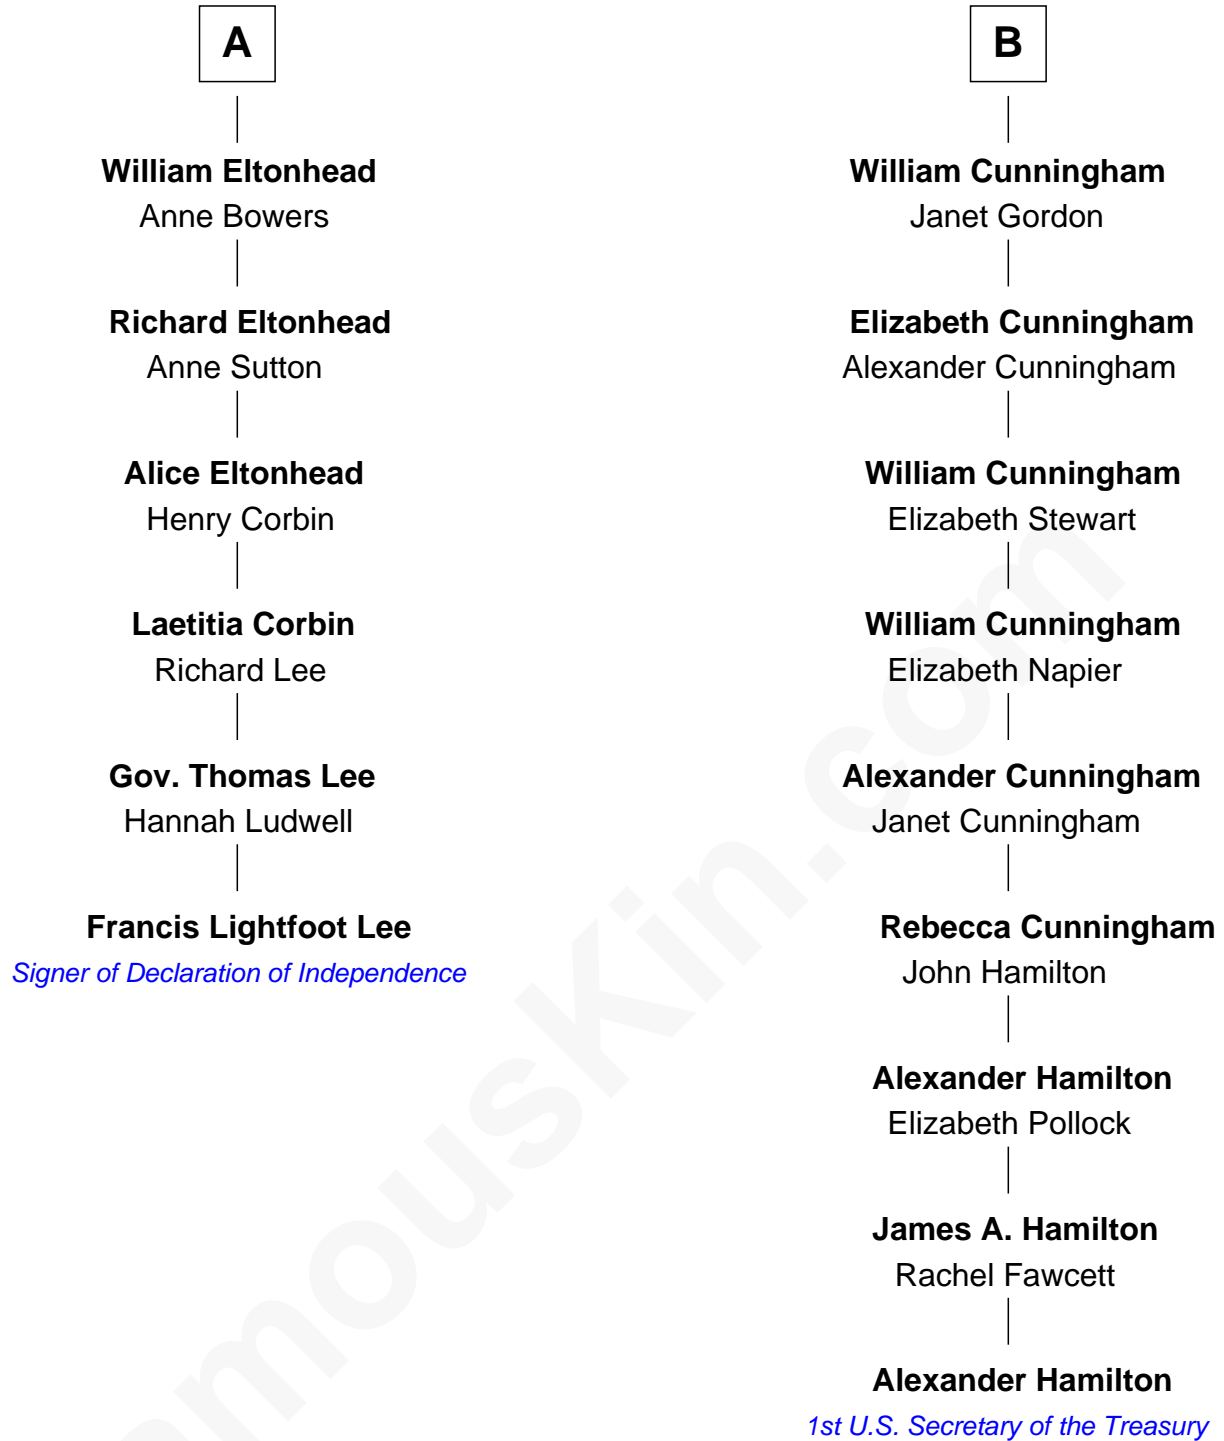 A
William Eltonhead
Anne Bowers
Richard Eltonhead
Anne Sutton
Alice Eltonhead
Henry Corbin
Laetitia Corbin
Richard Lee
Gov. Thomas Lee
Hannah Ludwell
Francis Lightfoot Lee
Signer of Declaration of Independence
B
William Cunningham
Janet Gordon
Elizabeth Cunningham
Alexander Cunningham
William Cunningham
Elizabeth Stewart
William Cunningham
Elizabeth Napier
Alexander Cunningham
Janet Cunningham
Rebecca Cunningham
John Hamilton
Alexander Hamilton
Elizabeth Pollock
James A. Hamilton
Rachel Fawcett
Alexander Hamilton
1st U.S. Secretary of the Treasury
amouskin.com